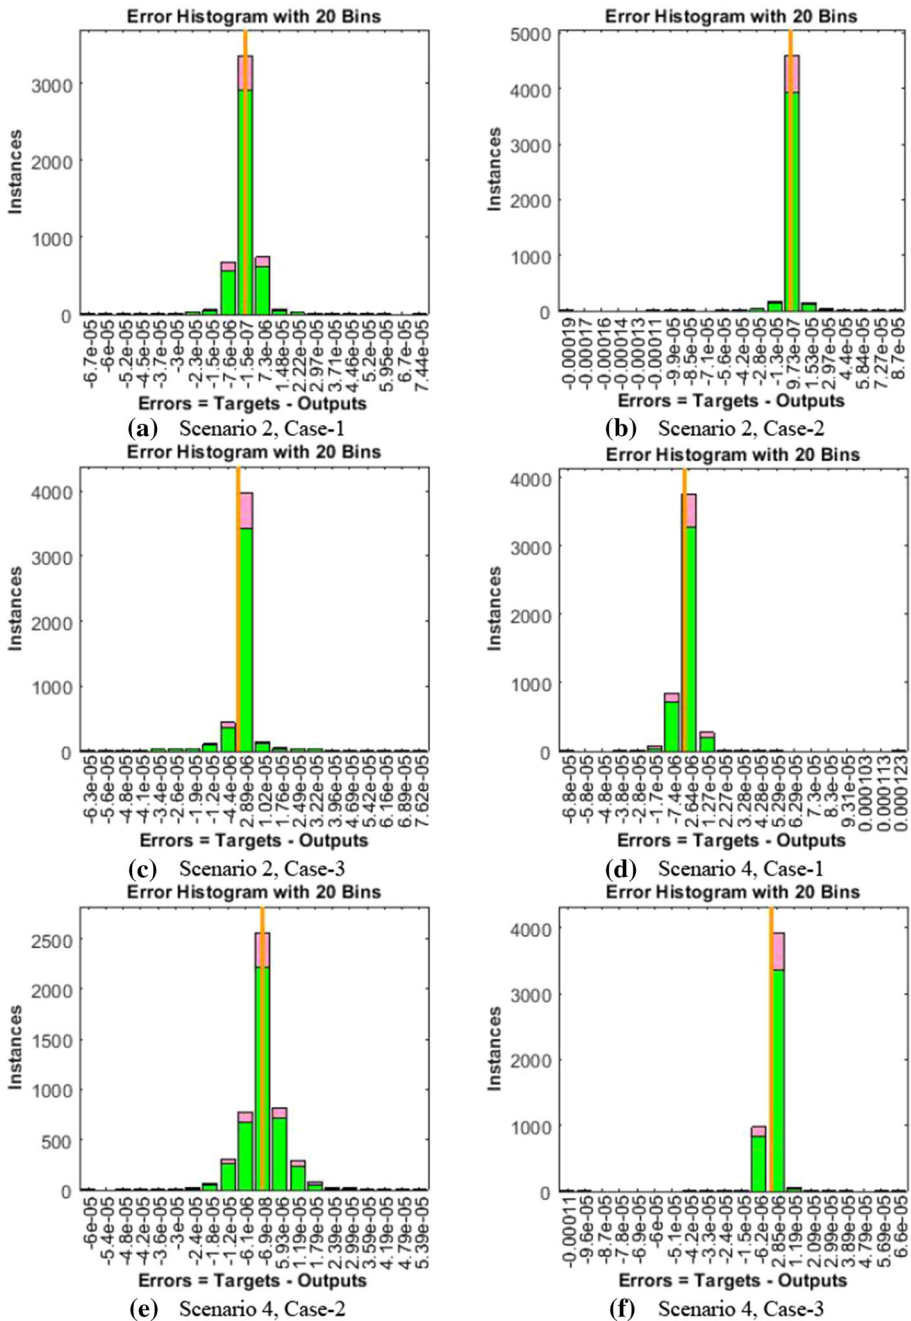 Error Histogram with 20 Bins
3000
2000
1000
0
Instances
-6.7e-05
-6e-05
-5.2e-05
-4.5e-05
-3.7e-05
-3e-05
-2.3e-05
-1.5e-05
-7.6e-06
-1.5e-07
7.3e-06
1.48e-05
2.22e-05
2.97e-05
3.71e-05
4.46e-05
5.2e-05
5.95e-05
6.7e-05
7.44e-05
Errors = Targets - Outputs
(a) Scenario 2, Case-1
Error Histogram with 20 Bins
5000
4000
3000
2000
1000
0
Instances
-0.00019
-0.00017
-0.00016
-0.00014
-0.00013
-0.00011
-9.9e-05
-8.5e-05
-7.1e-05
-5.6e-05
-4.2e-05
-2.8e-05
-1.3e-05
9.73e-07
1.53e-05
2.97e-05
4.4e-05
5.84e-05
7.27e-05
8.7e-05
Errors = Targets - Outputs
(b) Scenario 2, Case-2
Error Histogram with 20 Bins
4000
3000
2000
1000
0
Instances
-6.3e-05
-5.6e-05
-4.8e-05
-4.1e-05
-3.4e-05
-2.6e-05
-1.9e-05
-1.2e-05
-4.4e-06
2.89e-06
1.02e-05
1.76e-05
2.49e-05
3.22e-05
3.96e-05
4.69e-05
5.42e-05
6.16e-05
6.89e-05
7.62e-05
Errors = Targets - Outputs
(c) Scenario 2, Case-3
Error Histogram with 20 Bins
4000
3000
2000
1000
0
Instances
-6.8e-05
-5.8e-05
-4.8e-05
-3.8e-05
-2.8e-05
-1.7e-05
-7.4e-06
2.64e-06
1.27e-05
2.28e-05
3.28e-05
4.28e-05
5.29e-05
6.29e-05
7.3e-05
8.3e-05
9.31e-05
0.000103
0.000113
0.000123
Errors = Targets - Outputs
(d) Scenario 4, Case-1
Error Histogram with 20 Bins
2500
2000
1500
1000
500
0
Instances
-6e-05
-5.4e-05
-4.8e-05
-4.2e-05
-3.6e-05
-3e-05
-2.4e-05
-1.8e-05
-1.2e-05
-6.1e-06
-6.9e-08
5.93e-06
1.19e-05
1.79e-05
2.39e-05
2.99e-05
3.59e-05
4.19e-05
4.79e-05
5.39e-05
Errors = Targets - Outputs
(e) Scenario 4, Case-2
Error Histogram with 20 Bins
4000
3000
2000
1000
0
Instances
-0.00011
-9.6e-05
-8.7e-05
-7.8e-05
-6.9e-05
-6e-05
-5.1e-05
-4.2e-05
-3.3e-05
-2.4e-05
-1.5e-05
-6.2e-06
2.85e-06
1.19e-05
2.09e-05
2.99e-05
3.89e-05
4.79e-05
5.69e-05
6.6e-05
Errors = Targets - Outputs
(f) Scenario 4, Case-3